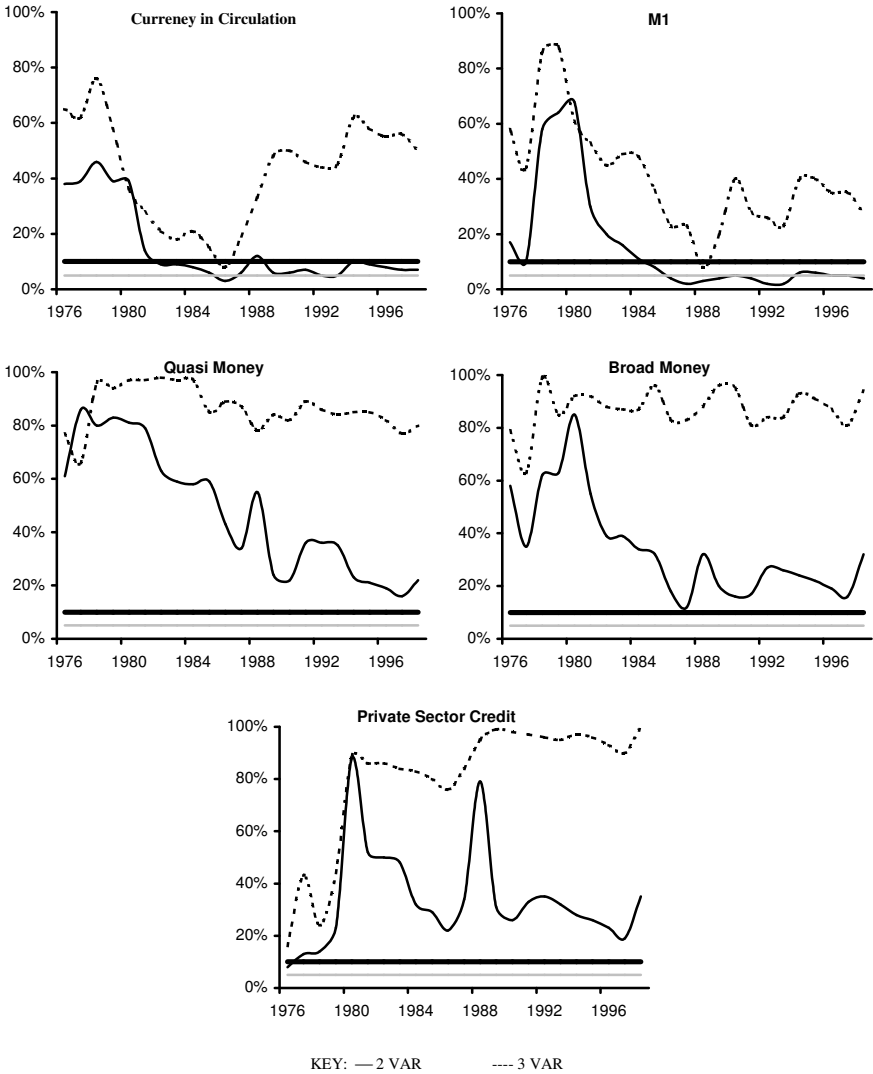 Curreney in Circulation
100%
80%
60%
40%
20%
0%
1976 1980 1984 1988 1992 1996
M1
100%
80%
60%
40%
20%
0%
1976 1980 1984 1988 1992 1996
Quasi Money
100%
80%
60%
40%
20%
0%
1976 1980 1984 1988 1992 1996
Broad Money
100%
80%
60%
40%
20%
0%
1976 1980 1984 1988 1992 1996
Private Sector Credit
100%
80%
60%
40%
20%
0%
1976 1980 1984 1988 1992 1996
KEY: — 2 VAR ---- 3 VAR